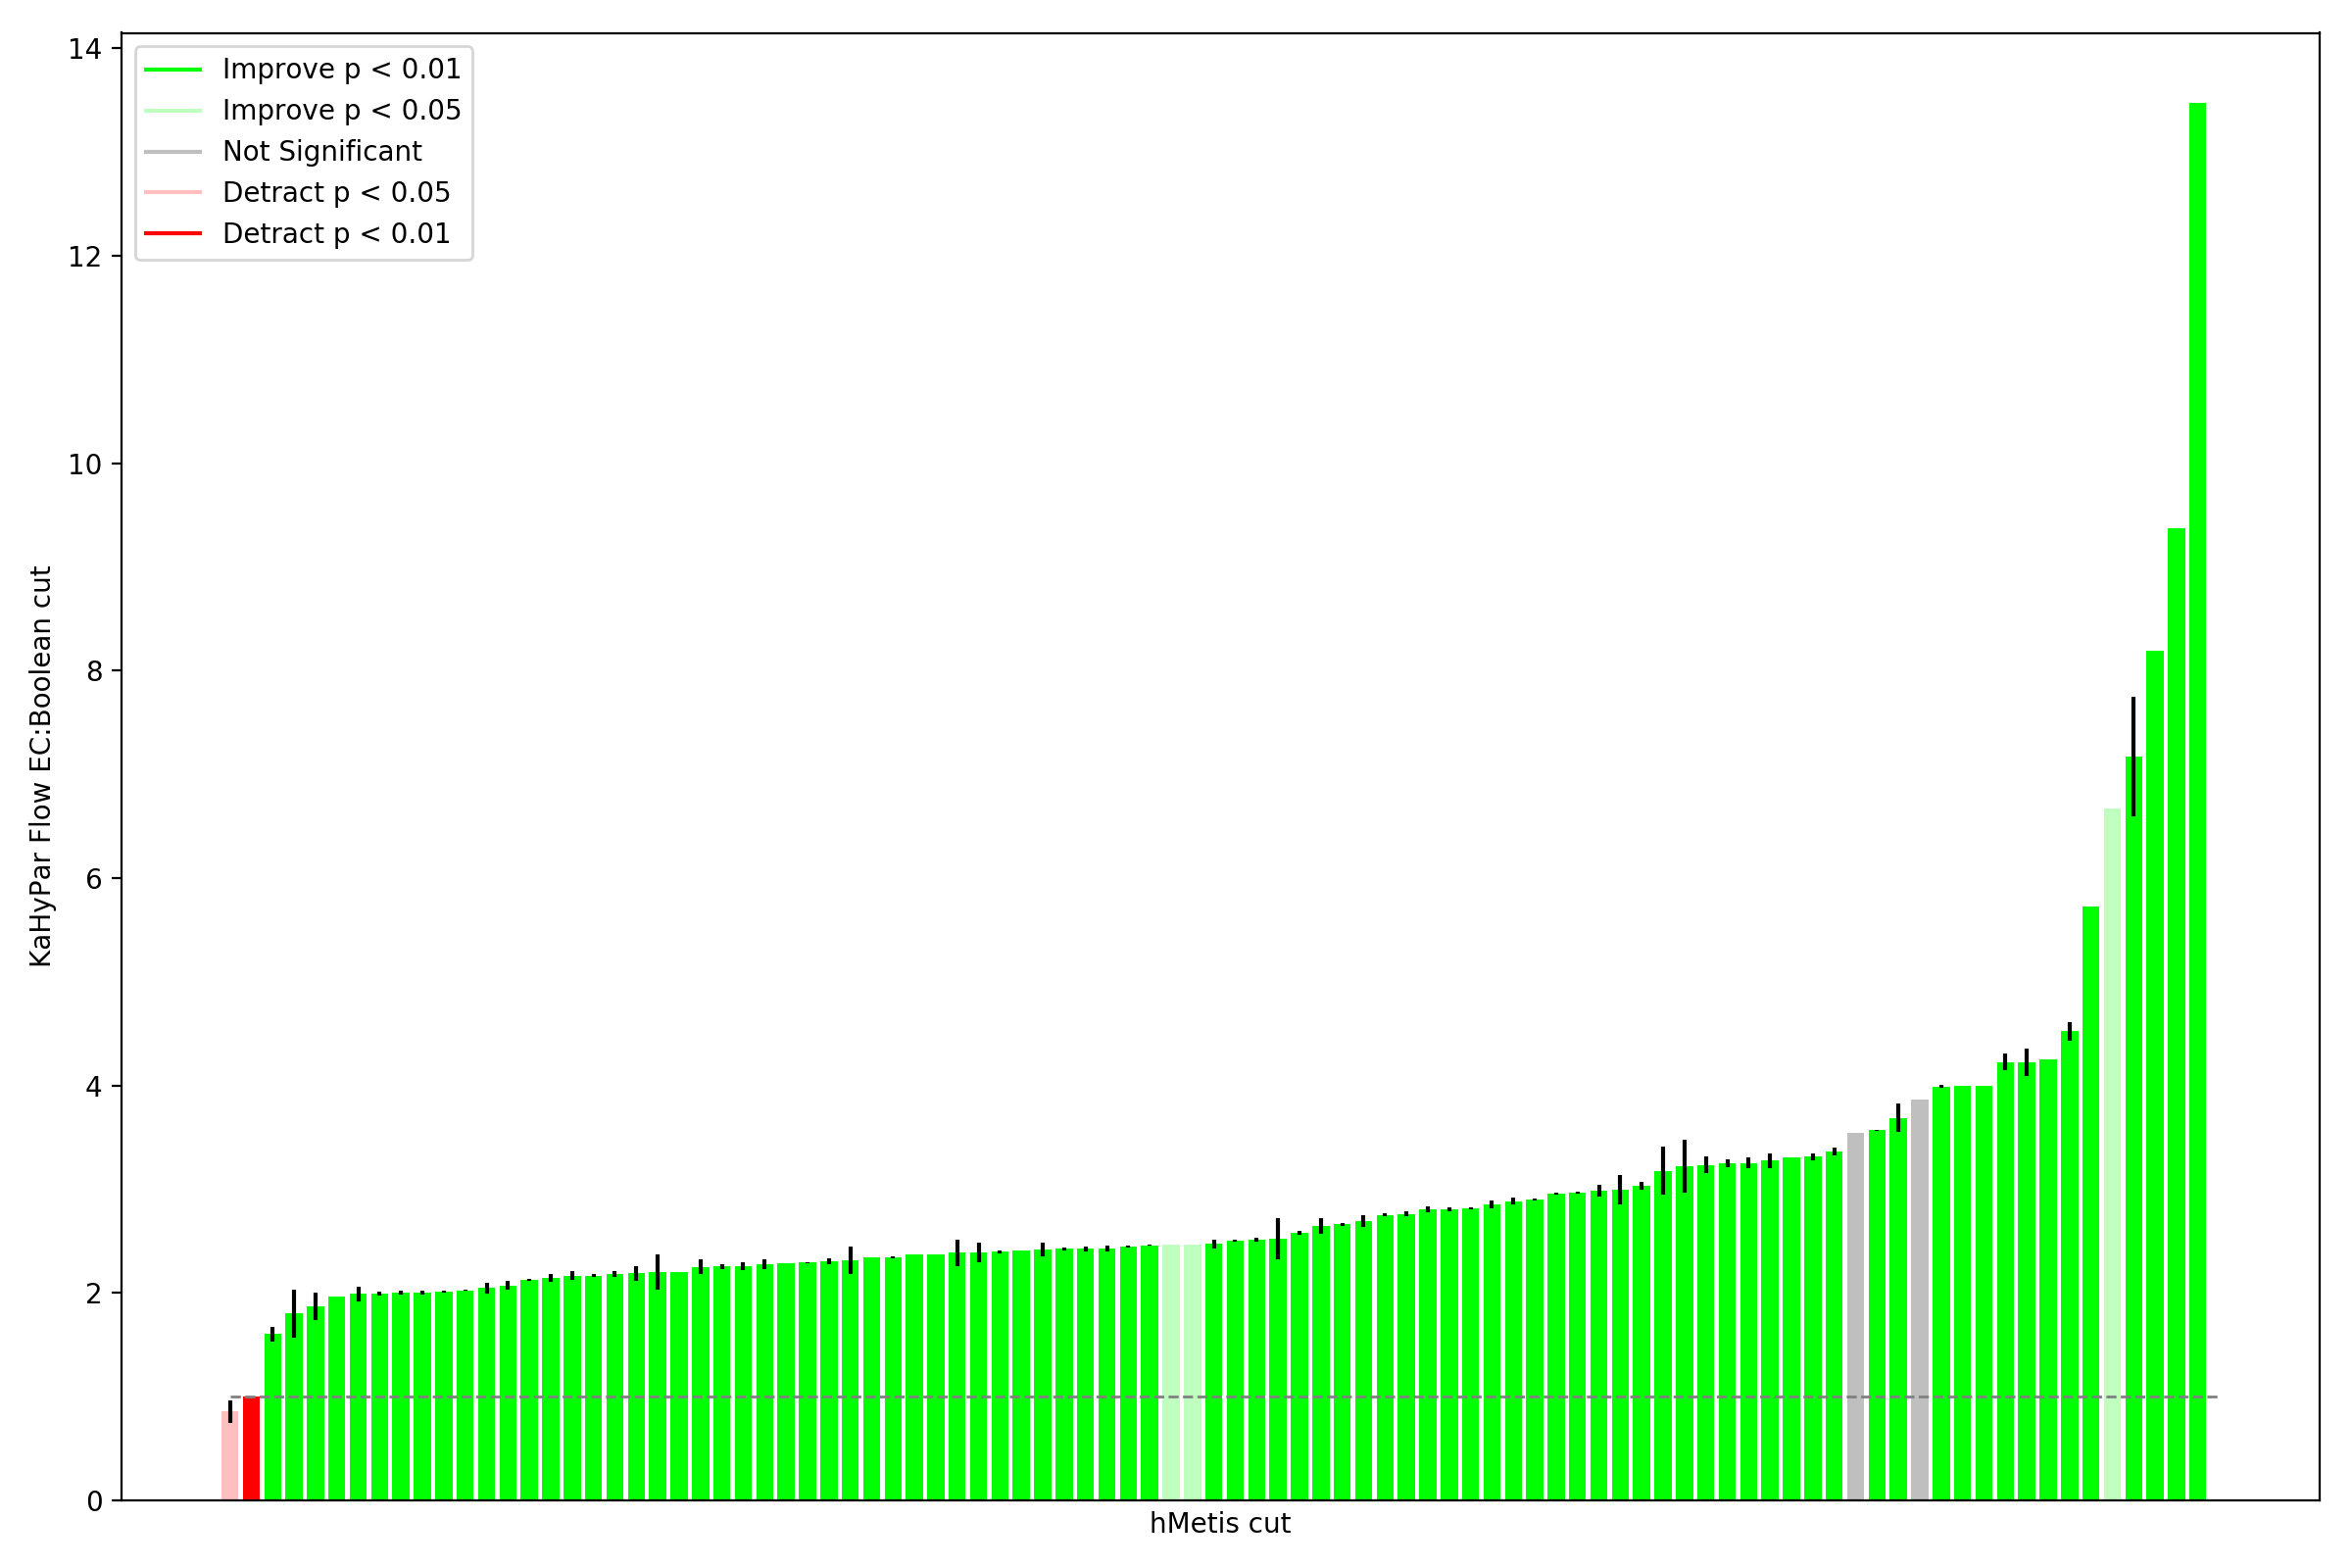 14
12
10
8
6
4
2
0
Improve p < 0.01
Improve p < 0.05
Not Significant
Detract p < 0.05
Detract p < 0.01
KaHyPar Flow EC:Boolean cut
hMetis cut